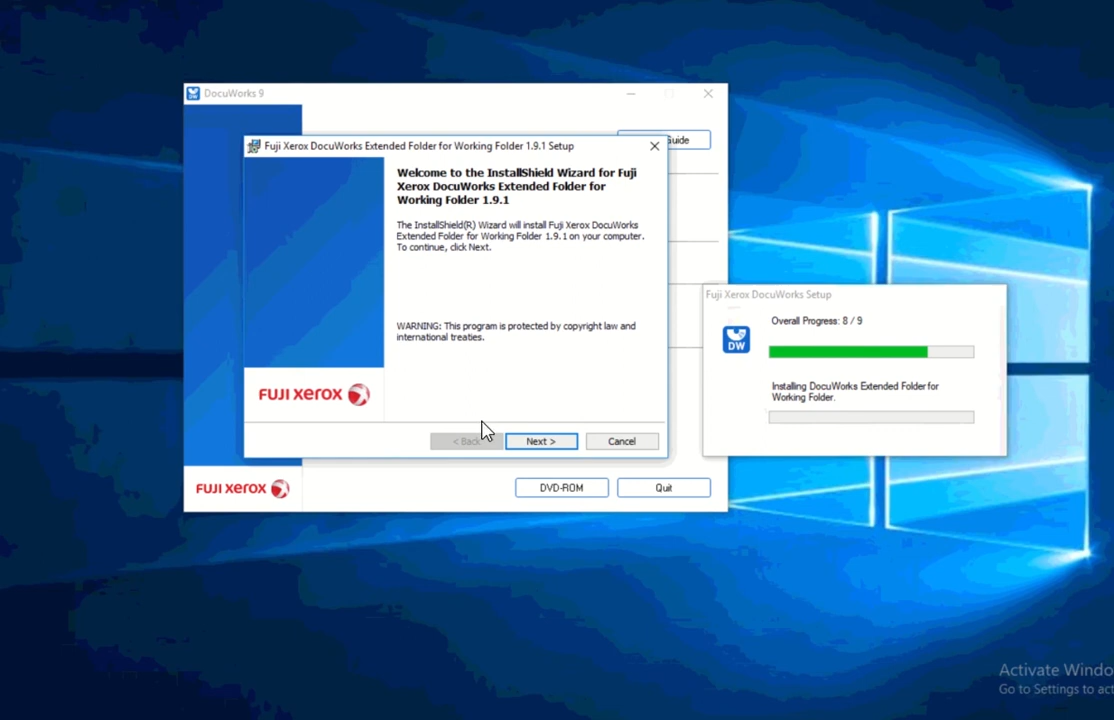 DocuWorks 9
Guide
Fuji Xerox DocuWorks Extended Folder for Working Folder 1.9.1 Setup
Welcome to the InstallShield Wizard for Fuji
Xerox DocuWorks Extended Folder for
Working Folder 1.9.1
The InstallShield(R) Wizard will install Fuji Xerox DocuWorks
Extended Folder for Working Folder 1.9.1 on your computer.
To continue, click Next.
WARNING: This program is protected by copyright law and
international treaties.
FUJI xerox
< Back
Next >
Cancel
FUJI xerox
DVD-ROM
Quit
Fuji Xerox DocuWorks Setup
Overall Progress: 8 / 9
DW
Installing DocuWorks Extended Folder for
Working Folder.
Activate Windo
Go to Settings to act